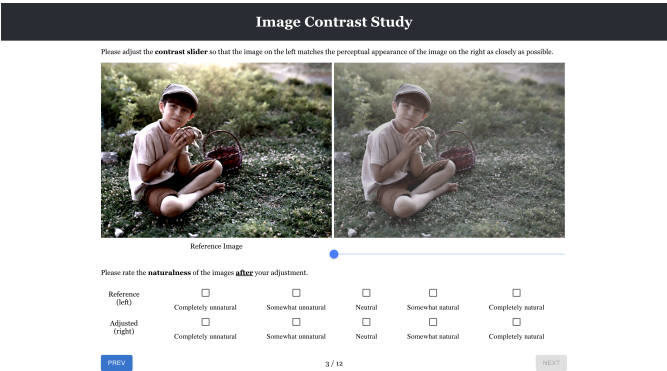 Image Contrast Study
Please adjust the contrast slider so that the image on the left matches the perceptual appearance of the image on the right as closely as possible.
Reference Image
Please rate the naturalness of the images after your adjustment.
Reference
(left)
Completely unnatural Somewhat unnatural Neutral Somewhat natural Completely natural
Adjusted
(right)
Completely unnatural Somewhat unnatural Neutral Somewhat natural Completely natural
PREV 3 / 12 NEXT